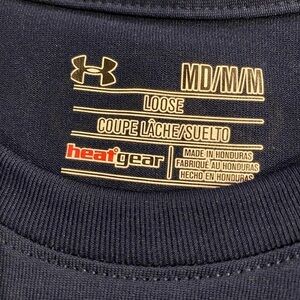 MD/M/M
LOOSE
COUPE LÂCHE/SUELTO
heatgear
MADE IN HONDURAS
FABRIQUÉ AU HONDURAS
HECHO EN HONDURAS